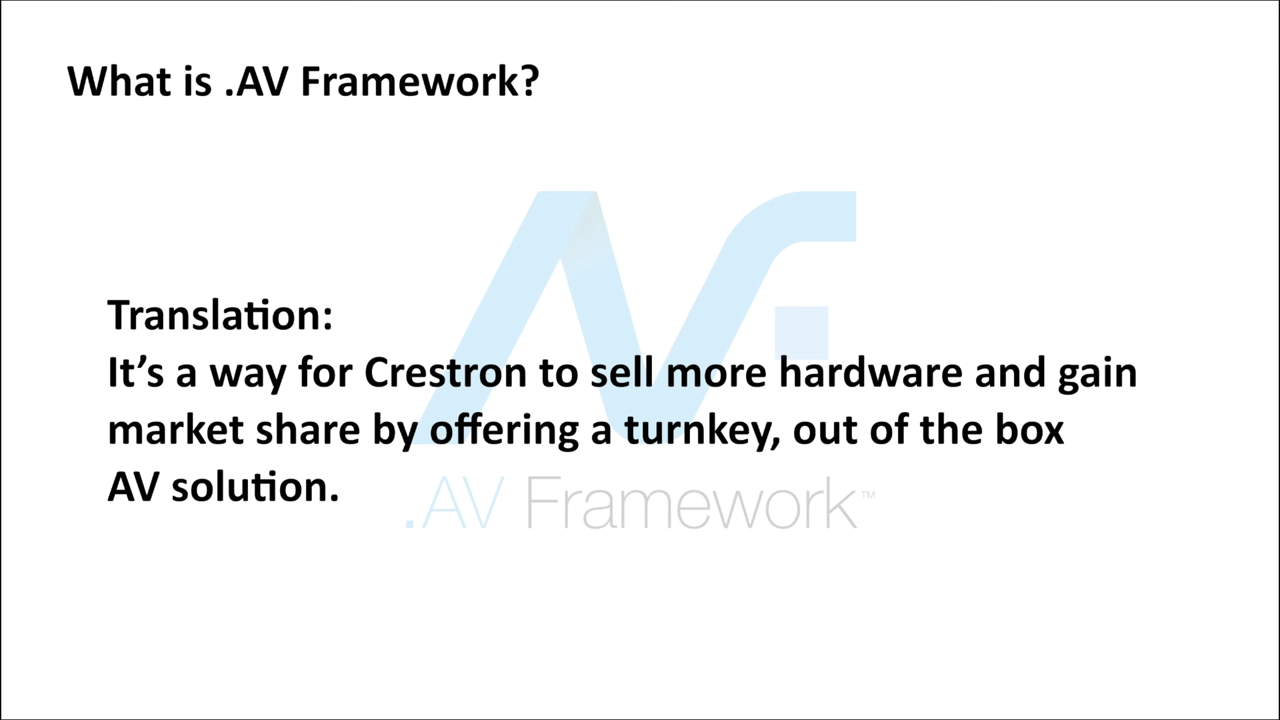 What is .AV Framework?
Translation:
It’s a way for Crestron to sell more hardware and gain
market share by offering a turnkey, out of the box
AV solution.
.AV Framework™